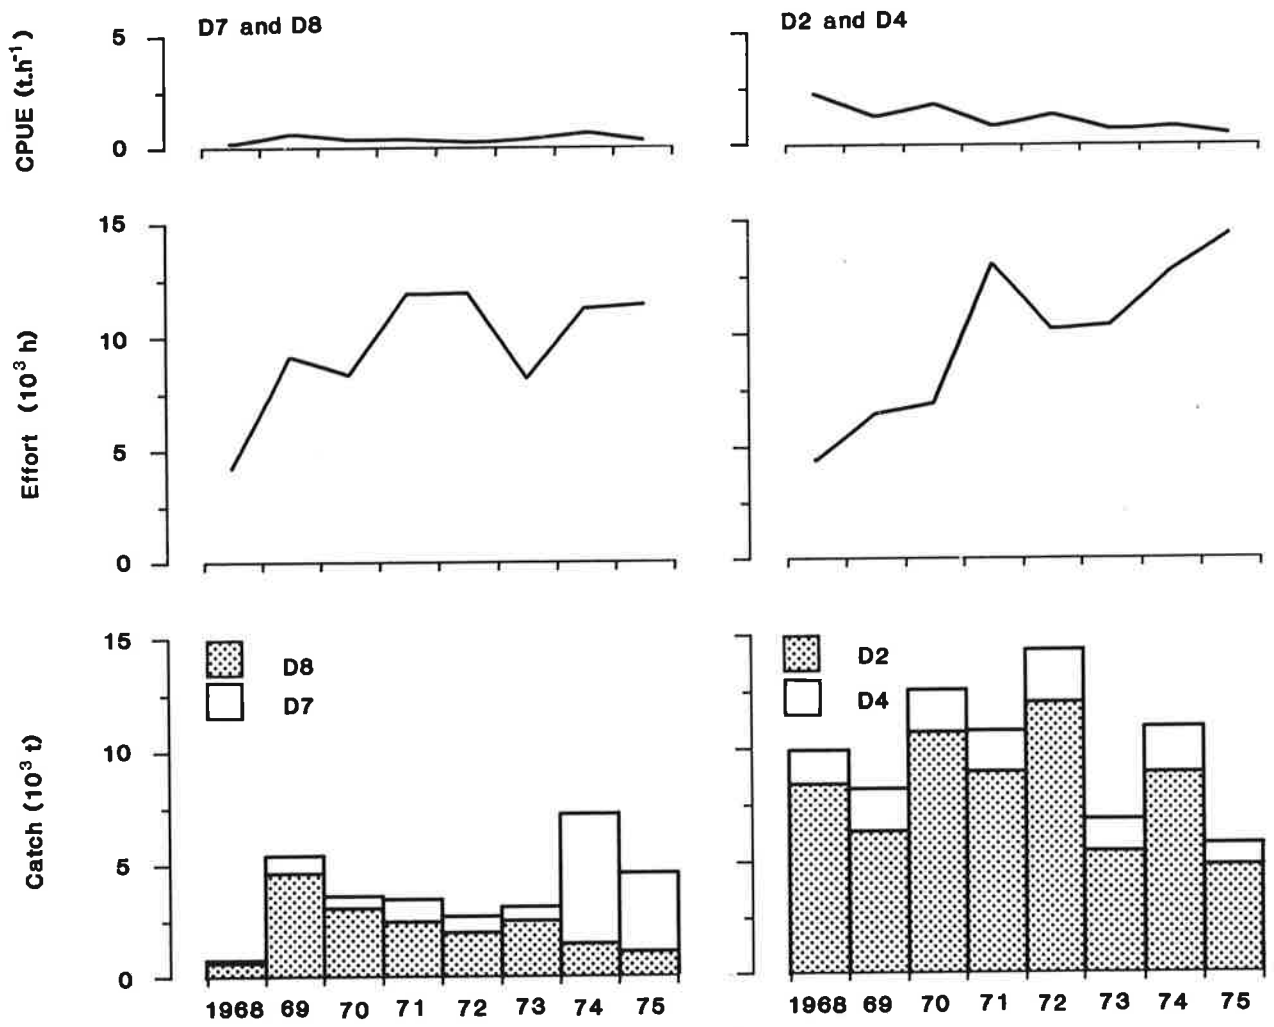 D7 and D8
D2 and D4
CPUE (t.h⁻¹)
5
0
Effort (10³ h)
15
10
5
0
Catch (10³ t)
15
10
5
0
D8
D7
D2
D4
1968 69 70 71 72 73 74 75
1968 69 70 71 72 73 74 75